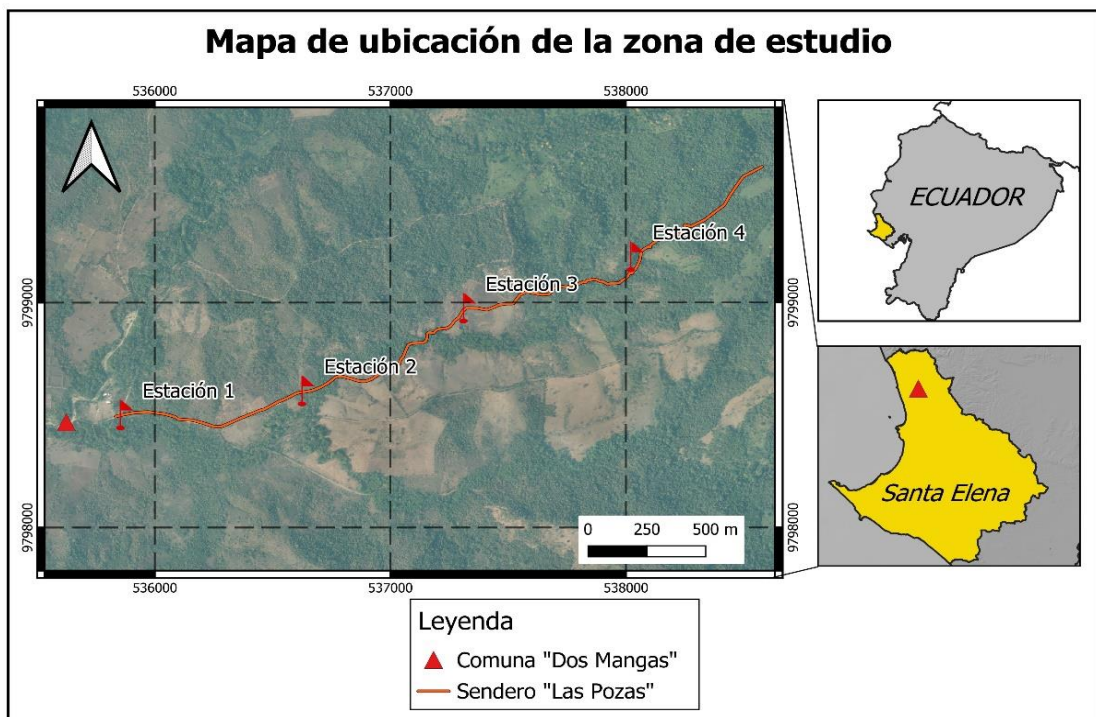 Mapa de ubicación de la zona de estudio
536000
537000
538000
9799000
9799000
9798000
9798000
536000
537000
538000
Estación 4
Estación 3
Estación 2
Estación 1
0 250 500 m
ECUADOR
Santa Elena
Leyenda
Comuna "Dos Mangas"
Sendero "Las Pozas"